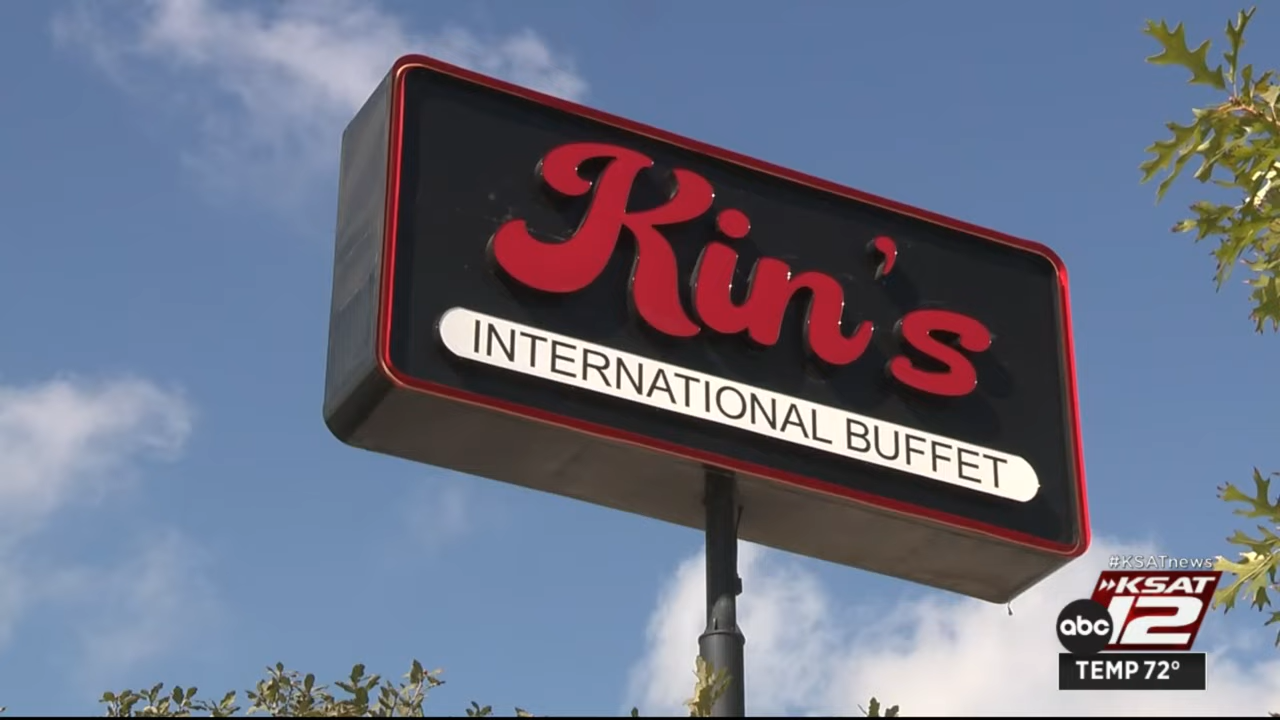 Kin's
INTERNATIONAL BUFFET
#KSATnews
KSAT
abc 12
TEMP 72°